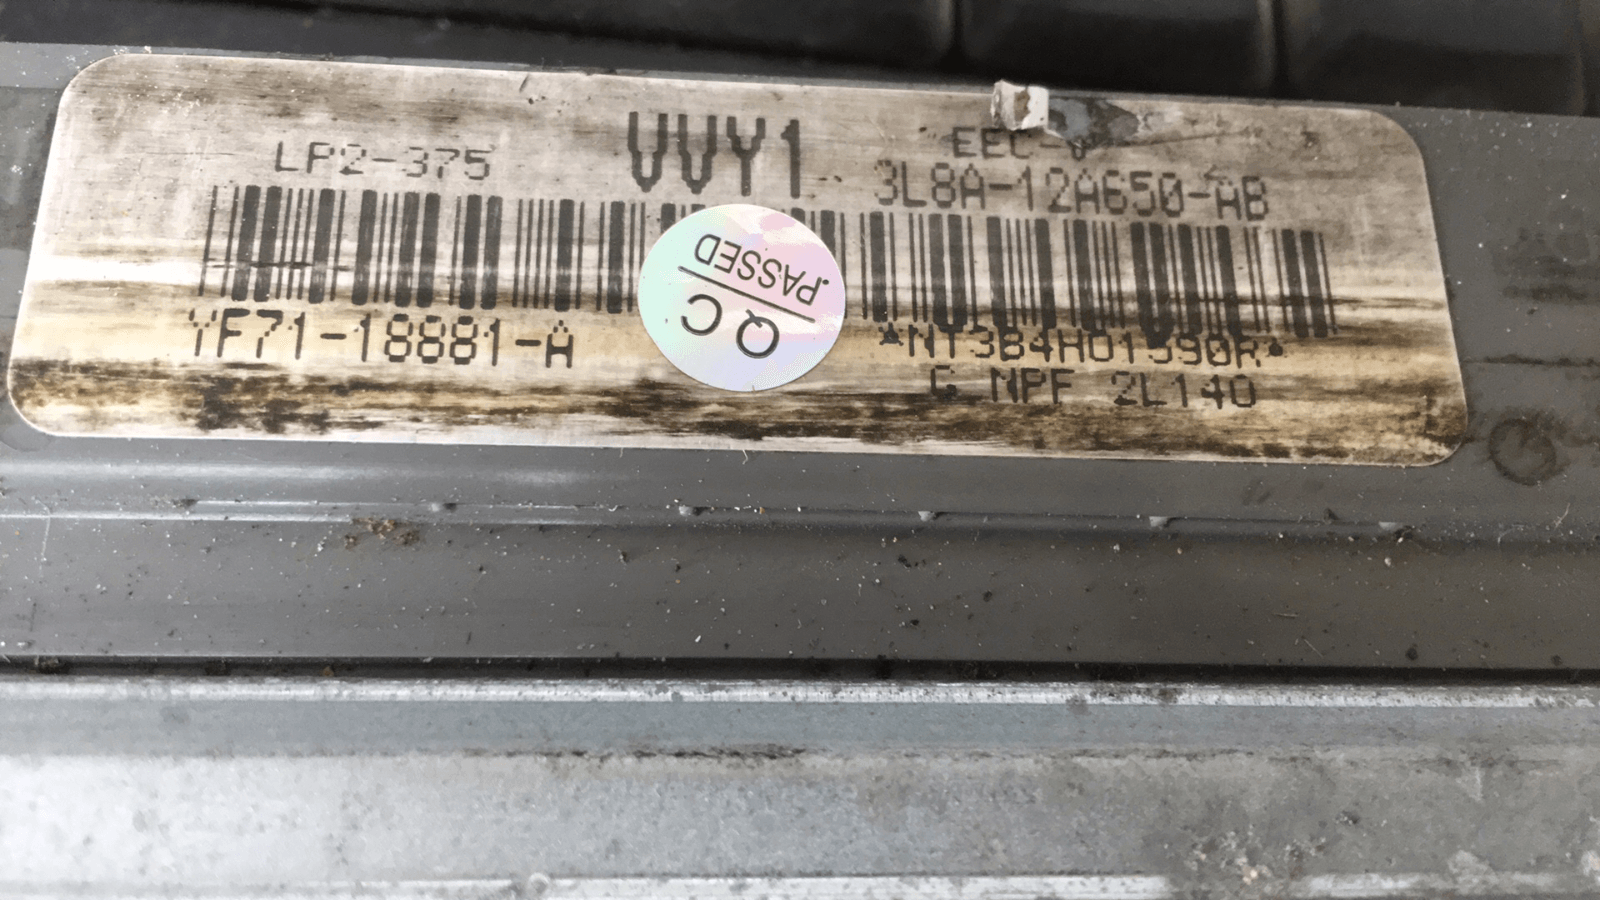 LP2-375
VVY1
EEC-V
3L8A-12A650-AB
QC
PASSED
YF71-18881-A
*NT3B4H01590R*
G NPF 2L140